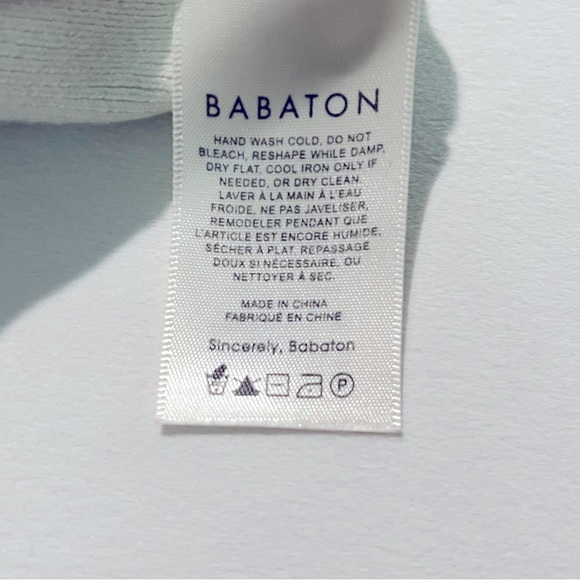 BABATON
HAND WASH COLD, DO NOT
BLEACH, RESHAPE WHILE DAMP,
DRY FLAT, COOL IRON ONLY IF
NEEDED, OR DRY CLEAN.
LAVER À LA MAIN À L'EAU
FROIDE, NE PAS JAVELISER,
REMODELER PENDANT QUE
L'ARTICLE EST ENCORE HUMIDE,
SÉCHER À PLAT, REPASSAGE
DOUX SI NÉCESSAIRE, OU
NETTOYER À SEC.
MADE IN CHINA
FABRIQUÉ EN CHINE
Sincerely, Babaton
P